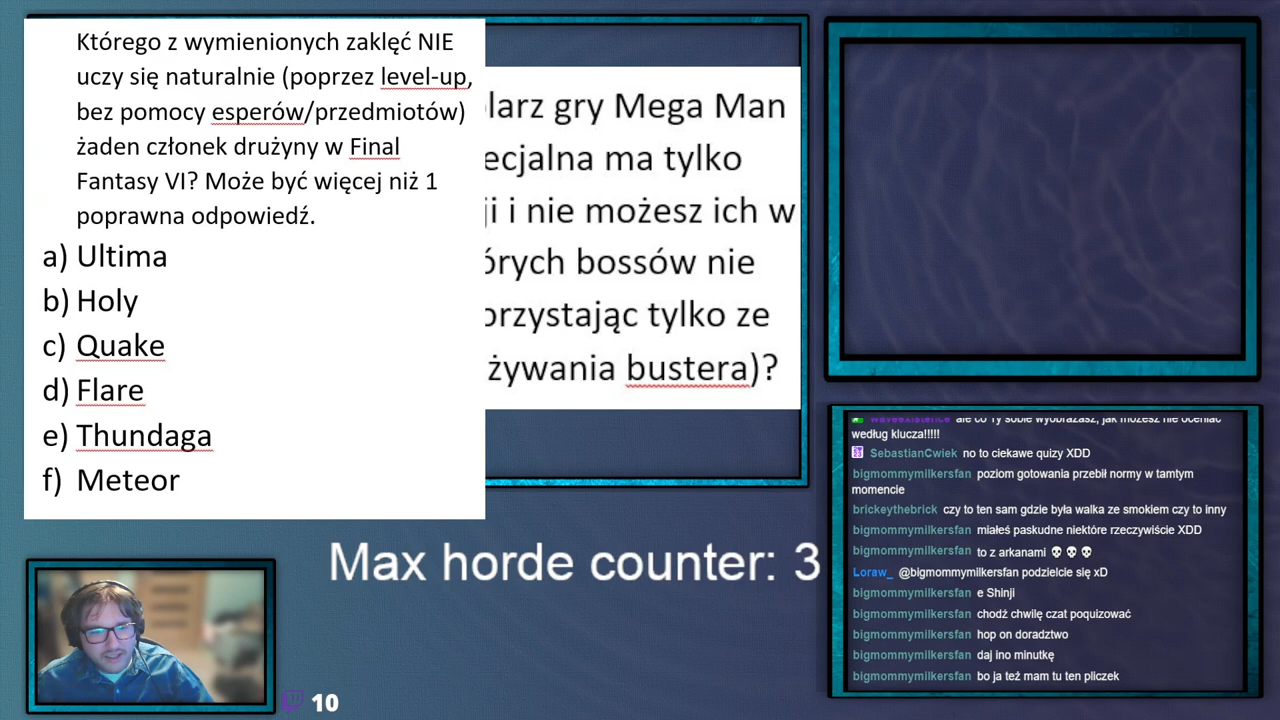 Którego z wymienionych zaklęć NIE
uczy się naturalnie (poprzez level-up,
bez pomocy esperów/przedmiotów)
żaden członek drużyny w Final
Fantasy VI? Może być więcej niż 1
poprawna odpowiedź.
a) Ultima
b) Holy
c) Quake
d) Flare
e) Thundaga
f) Meteor
larz gry Mega Man
ecjalna ma tylko
ji i nie możesz ich w
órych bossów nie
orzystając tylko ze
żywania bustera)?
Max horde counter: 3
10
ale co Ty sobie wyobrażasz, jak możesz nie oceniać
według klucza!!!!!
SebastianCwiek no to ciekawe quizy XDD
bigmommymilkersfan poziom gotowania przebił normy w tamtym
momencie
brickeythebrick czy to ten sam gdzie była walka ze smokiem czy to inny
bigmommymilkersfan miałeś paskudne niektóre rzeczywiście XDD
bigmommymilkersfan to z arkanami 💀 💀 💀
Loraw_ @bigmommymilkersfan podzielcie się xD
bigmommymilkersfan e Shinji
bigmommymilkersfan chodź chwilę czat poquizować
bigmommymilkersfan hop on doradztwo
bigmommymilkersfan daj ino minutkę
bigmommymilkersfan bo ja też mam tu ten pliczek